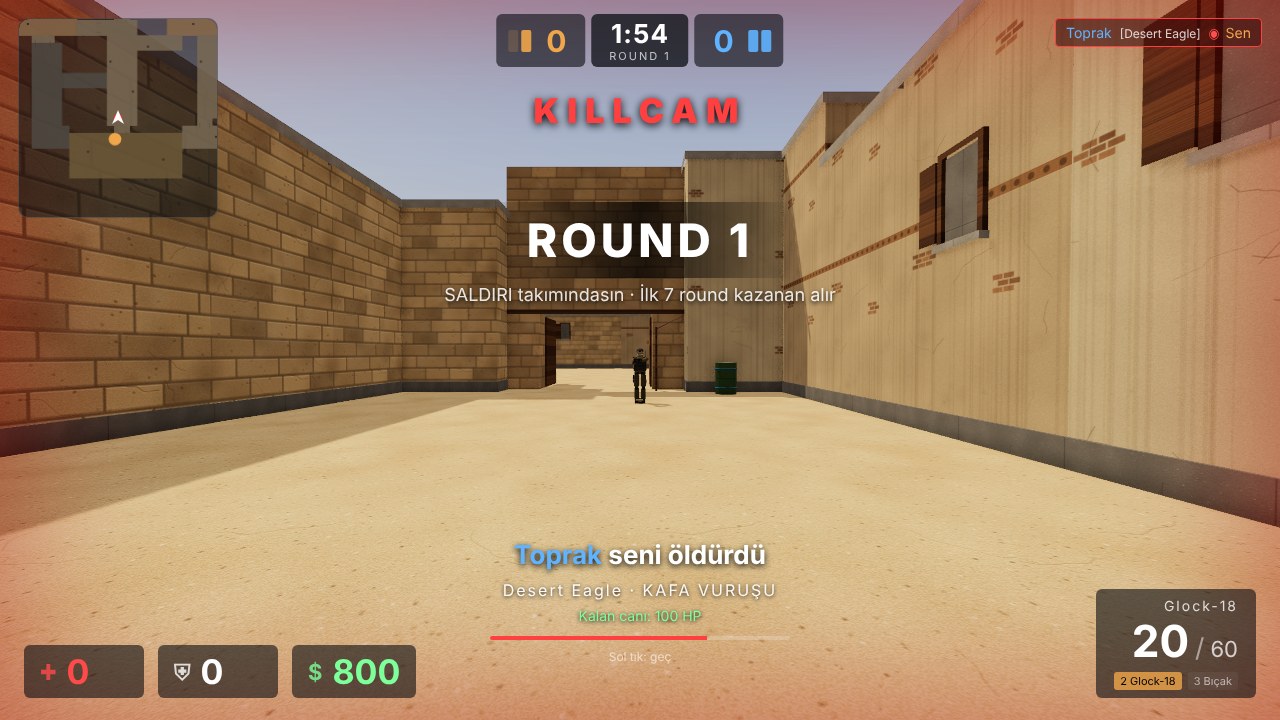 0
1:54
ROUND 1
0
Toprak [Desert Eagle] Sen
KILLCAM
ROUND 1
SALDIRI takımındasın · İlk 7 round kazanan alır
Toprak seni öldürdü
Desert Eagle · KAFA VURUŞU
Kalan canı: 100 HP
Sol tık: geç
+ 0
0
$ 800
Glock-18
20 / 60
2 Glock-18
3 Bıçak